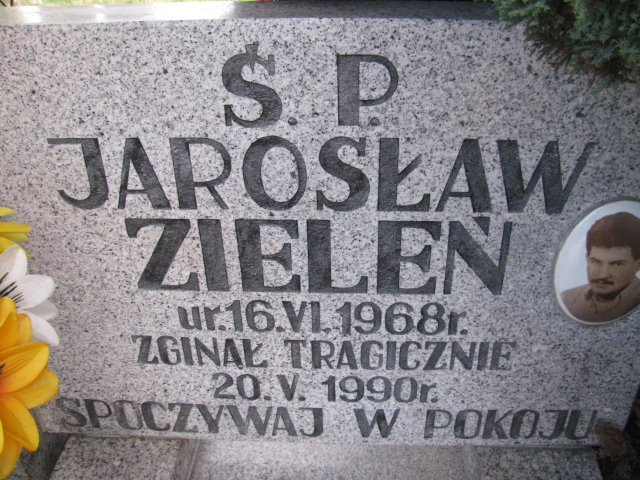 Ś. P.
JAROSŁAW
ZIELEŃ
ur. 16. VI. 1968r.
ZGINĄŁ TRAGICZNIE
20. V. 1990r.
SPOCZYWAJ W POKOJU